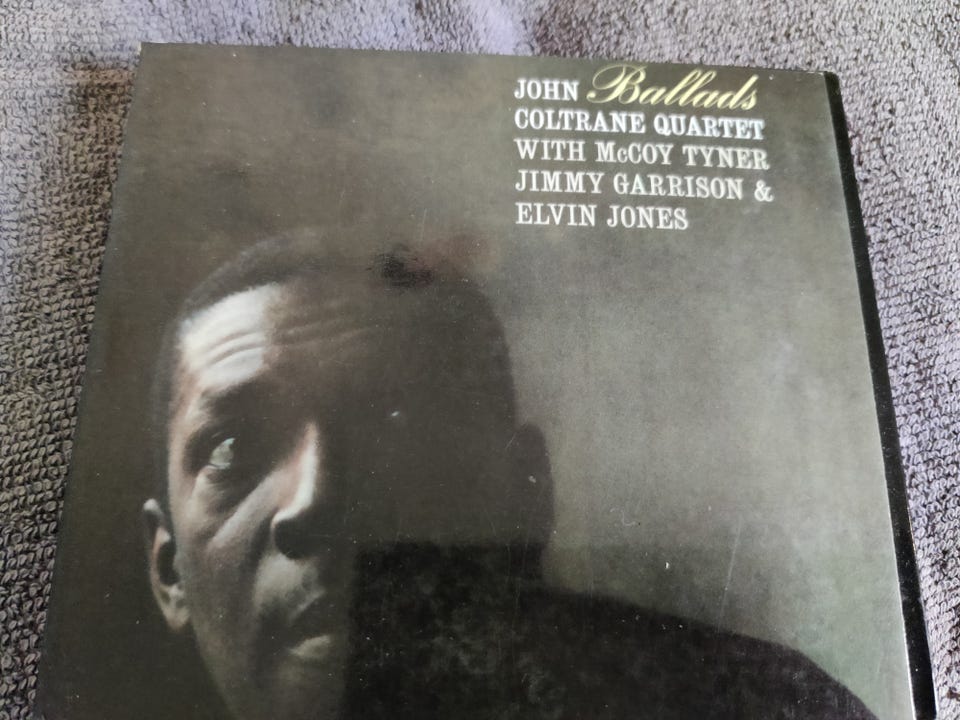 JOHN Ballads
COLTRANE QUARTET
WITH McCOY TYNER
JIMMY GARRISON &
ELVIN JONES